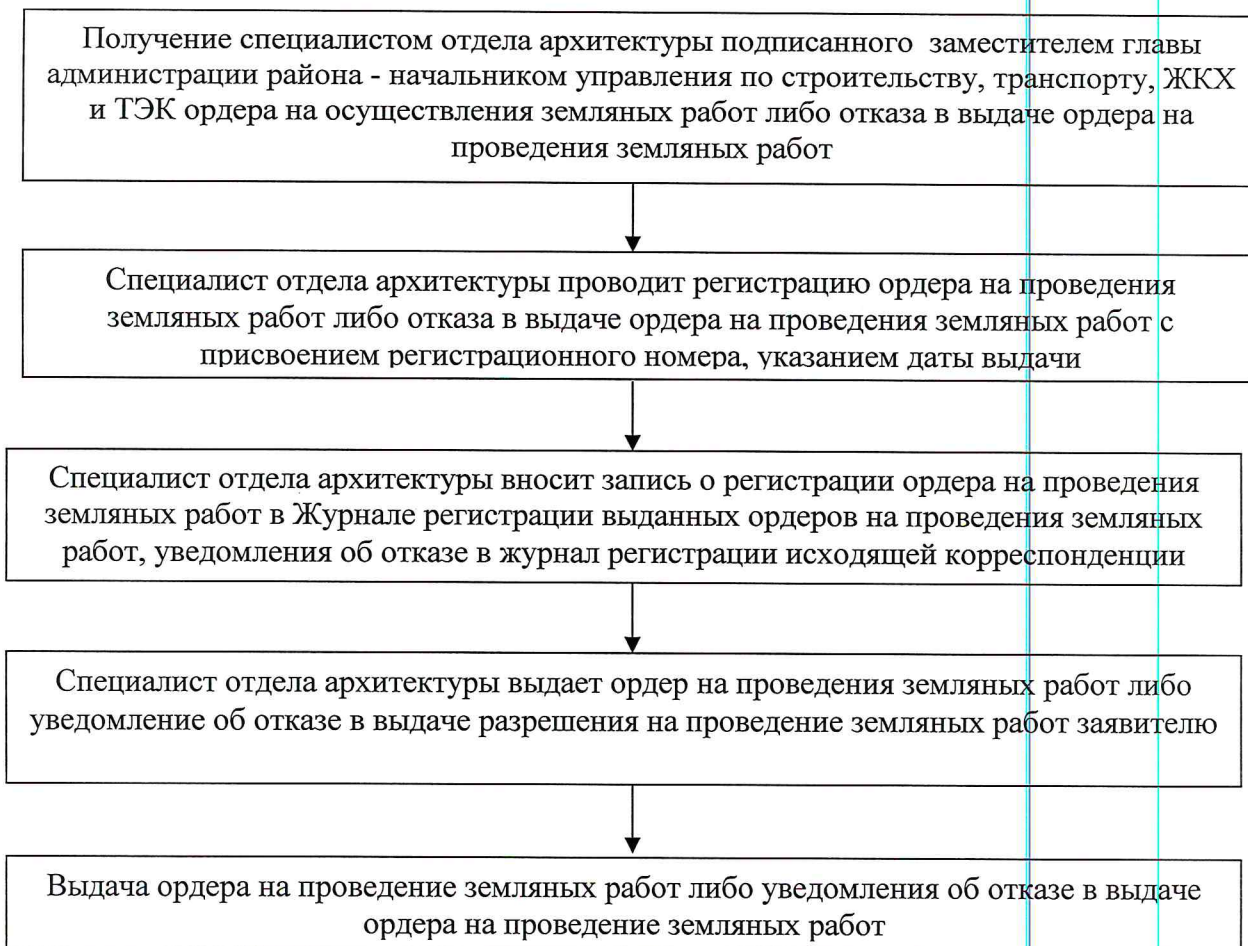 Получение специалистом отдела архитектуры подписанного заместителем главы
администрации района - начальником управления по строительству, транспорту, ЖКХ
и ТЭК ордера на осуществления земляных работ либо отказа в выдаче ордера на
проведения земляных работ
Специалист отдела архитектуры проводит регистрацию ордера на проведения
земляных работ либо отказа в выдаче ордера на проведения земляных работ с
присвоением регистрационного номера, указанием даты выдачи
Специалист отдела архитектуры вносит запись о регистрации ордера на проведения
земляных работ в Журнале регистрации выданных ордеров на проведения земляных
работ, уведомления об отказе в журнал регистрации исходящей корреспонденции
Специалист отдела архитектуры выдает ордер на проведения земляных работ либо
уведомление об отказе в выдаче разрешения на проведение земляных работ заявителю
Выдача ордера на проведение земляных работ либо уведомления об отказе в выдаче
ордера на проведение земляных работ